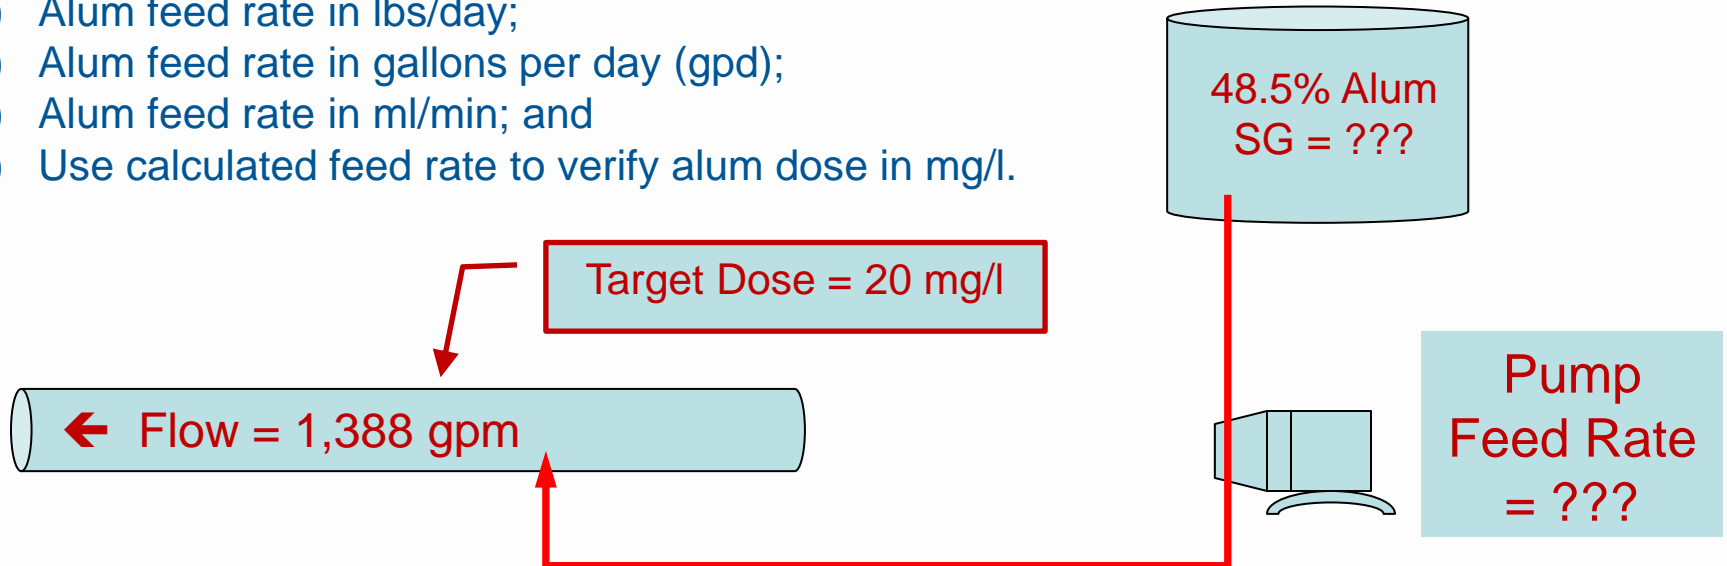 ) Alum feed rate in lbs/day;
) Alum feed rate in gallons per day (gpd);
) Alum feed rate in ml/min; and
) Use calculated feed rate to verify alum dose in mg/l.
48.5% Alum
SG = ???
Target Dose = 20 mg/l
← Flow = 1,388 gpm
Pump
Feed Rate
= ???